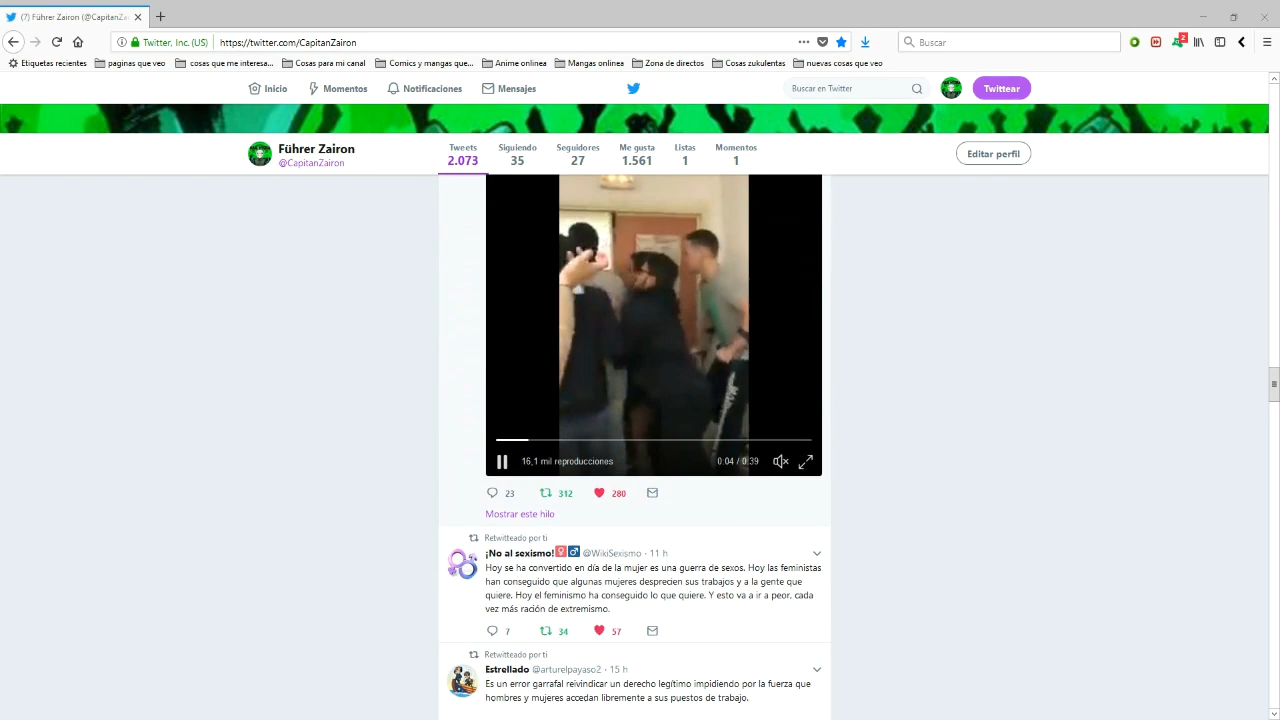 (7) Führer Zairon (@CapitanZai
Twitter, Inc. (US) https://twitter.com/CapitanZairon
Buscar
2
Etiquetas recientes paginas que veo cosas que me interesa... Cosas para mi canal Comics y mangas que... Anime onlinea Mangas onlinea Zona de directos Cosas zukulentas nuevas cosas que veo
Inicio Momentos Notificaciones Mensajes Buscar en Twitter Twittear
Führer Zairon
@CapitanZairon
Tweets Siguiendo Seguidores Me gusta Listas Momentos
2.073 35 27 1.561 1 1
Editar perfil
16,1 mil reproducciones 0:04 / 0:39
23 312 280
Mostrar este hilo
Retwitteado por ti
¡No al sexismo! @WikiSexismo · 11 h
Hoy se ha convertido en día de la mujer es una guerra de sexos. Hoy las feministas
han conseguido que algunas mujeres desprecien sus trabajos y a la gente que
quiere. Hoy el feminismo ha conseguido lo que quiere. Y esto va a ir a peor, cada
vez más ración de extremismo.
7 34 57
Retwitteado por ti
Estrellado @arturelpayaso2 · 15 h
Es un error garrafal reivindicar un derecho legítimo impidiendo por la fuerza que
hombres y mujeres accedan libremente a sus puestos de trabajo.